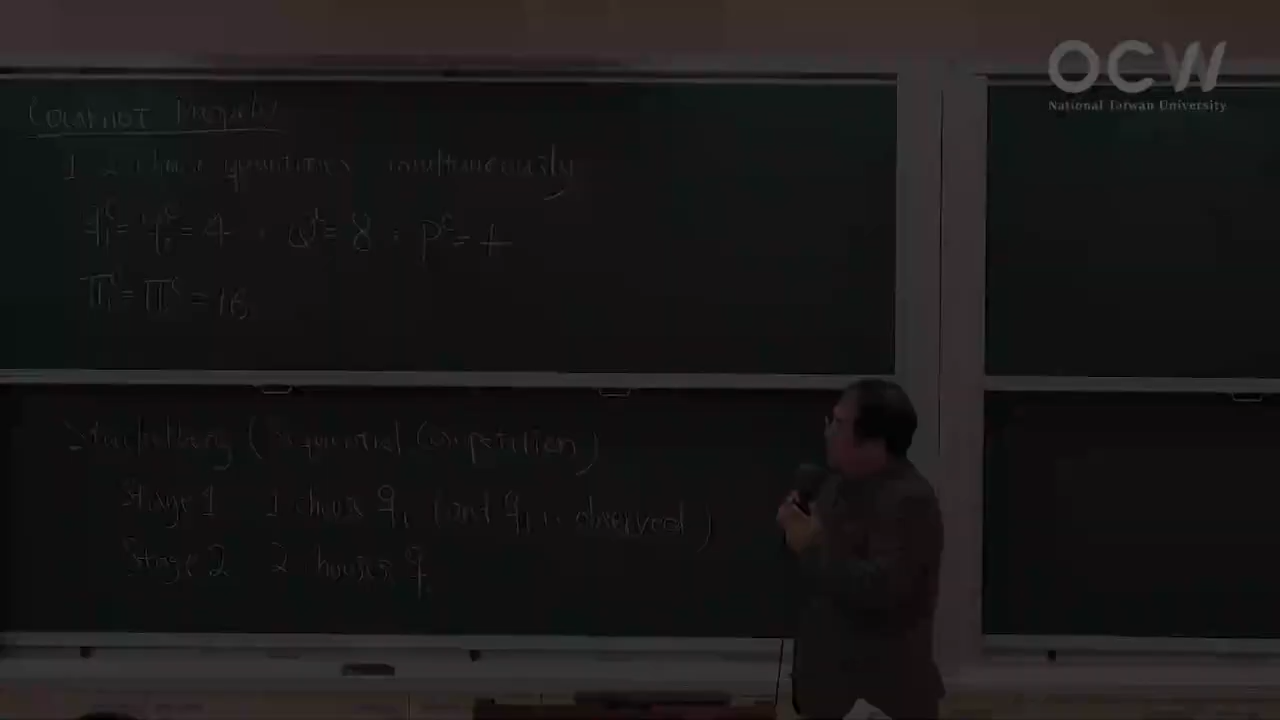 OCW
National Taiwan University
Cournot
1, 2 choose quantities simultaneously
q₁ᶜ = q₂ᶜ = 4 , Qᶜ = 8 , Pᶜ = 4
π₁ᶜ = π₂ᶜ = 16
Stackelberg (Sequential Competition)
Stage 1 1 chooses q₁ (and q₁ is observed)
Stage 2 2 chooses q₂